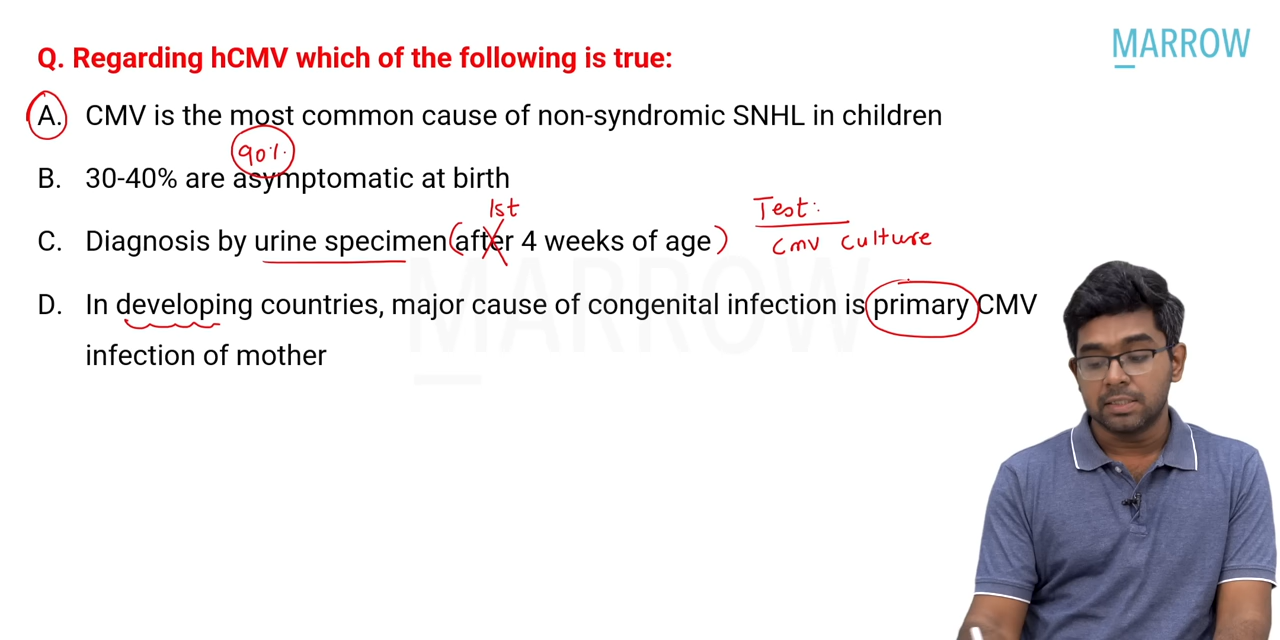 MARROW
Q. Regarding hCMV which of the following is true:
A. CMV is the most common cause of non-syndromic SNHL in children
90%
B. 30-40% are asymptomatic at birth
1st
Test:
C. Diagnosis by urine specimen (after 4 weeks of age)
CMV culture
D. In developing countries, major cause of congenital infection is primary CMV
infection of mother
MARROW